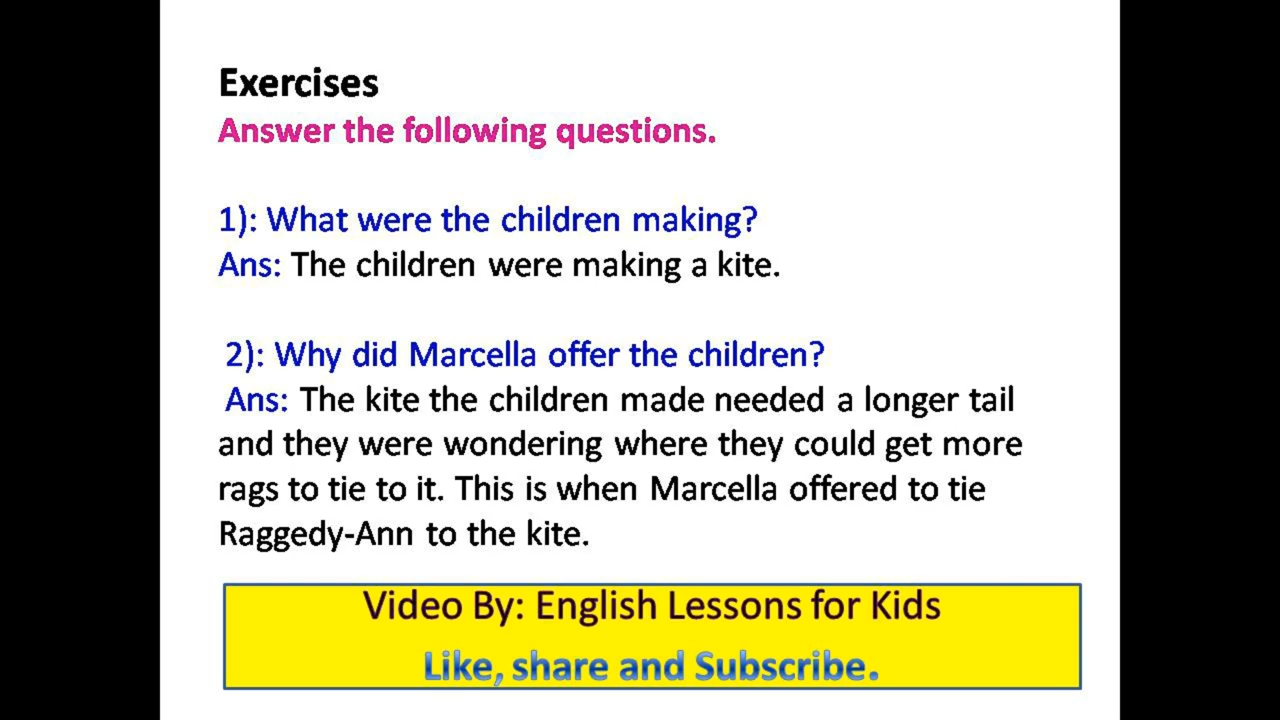 Exercises
Answer the following questions.
1): What were the children making?
Ans: The children were making a kite.
2): Why did Marcella offer the children?
Ans: The kite the children made needed a longer tail
and they were wondering where they could get more
rags to tie to it. This is when Marcella offered to tie
Raggedy-Ann to the kite.
Video By: English Lessons for Kids
Like, share and Subscribe.